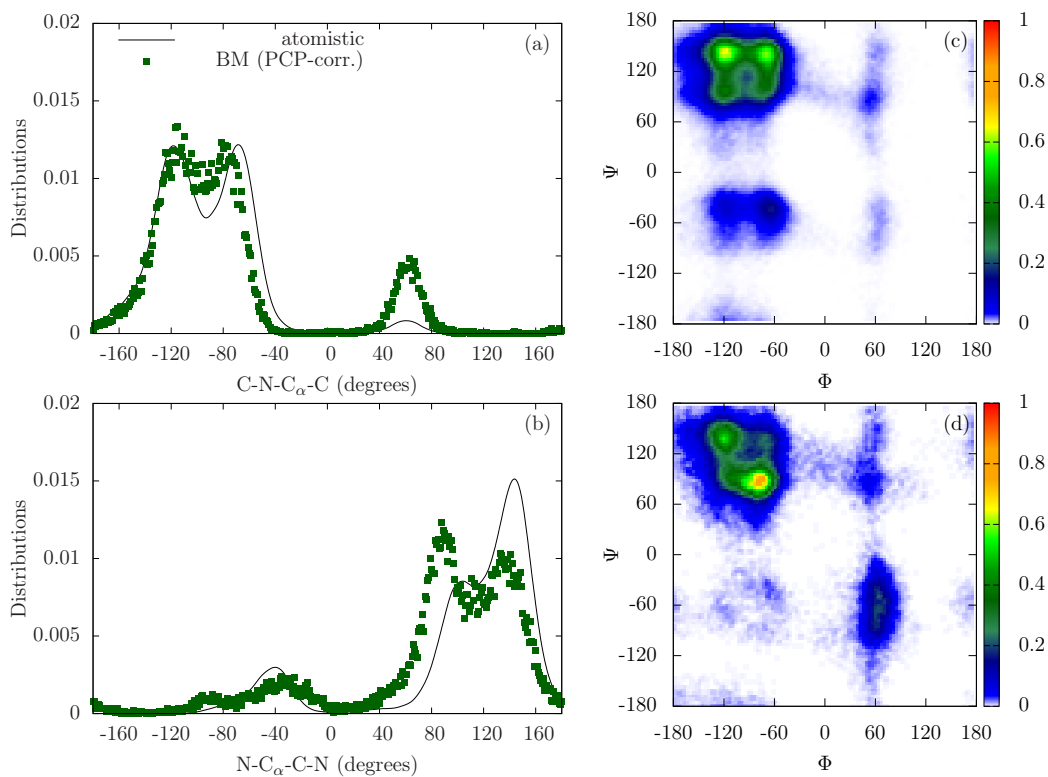 0.02
0.015
0.01
0.005
0
Distributions
-160 -120 -80 -40 0 40 80 120 160
C-N-Cα-C (degrees)
atomistic
BM (PCP-corr.)
(a)
(c)
180
120
60
0
-60
-120
-180
Ψ
-180 -120 -60 0 60 120 180
Φ
1
0.8
0.6
0.4
0.2
0
0.02
0.015
0.01
0.005
0
Distributions
-160 -120 -80 -40 0 40 80 120 160
N-Cα-C-N (degrees)
(b)
(d)
180
120
60
0
-60
-120
-180
Ψ
-180 -120 -60 0 60 120 180
Φ
1
0.8
0.6
0.4
0.2
0